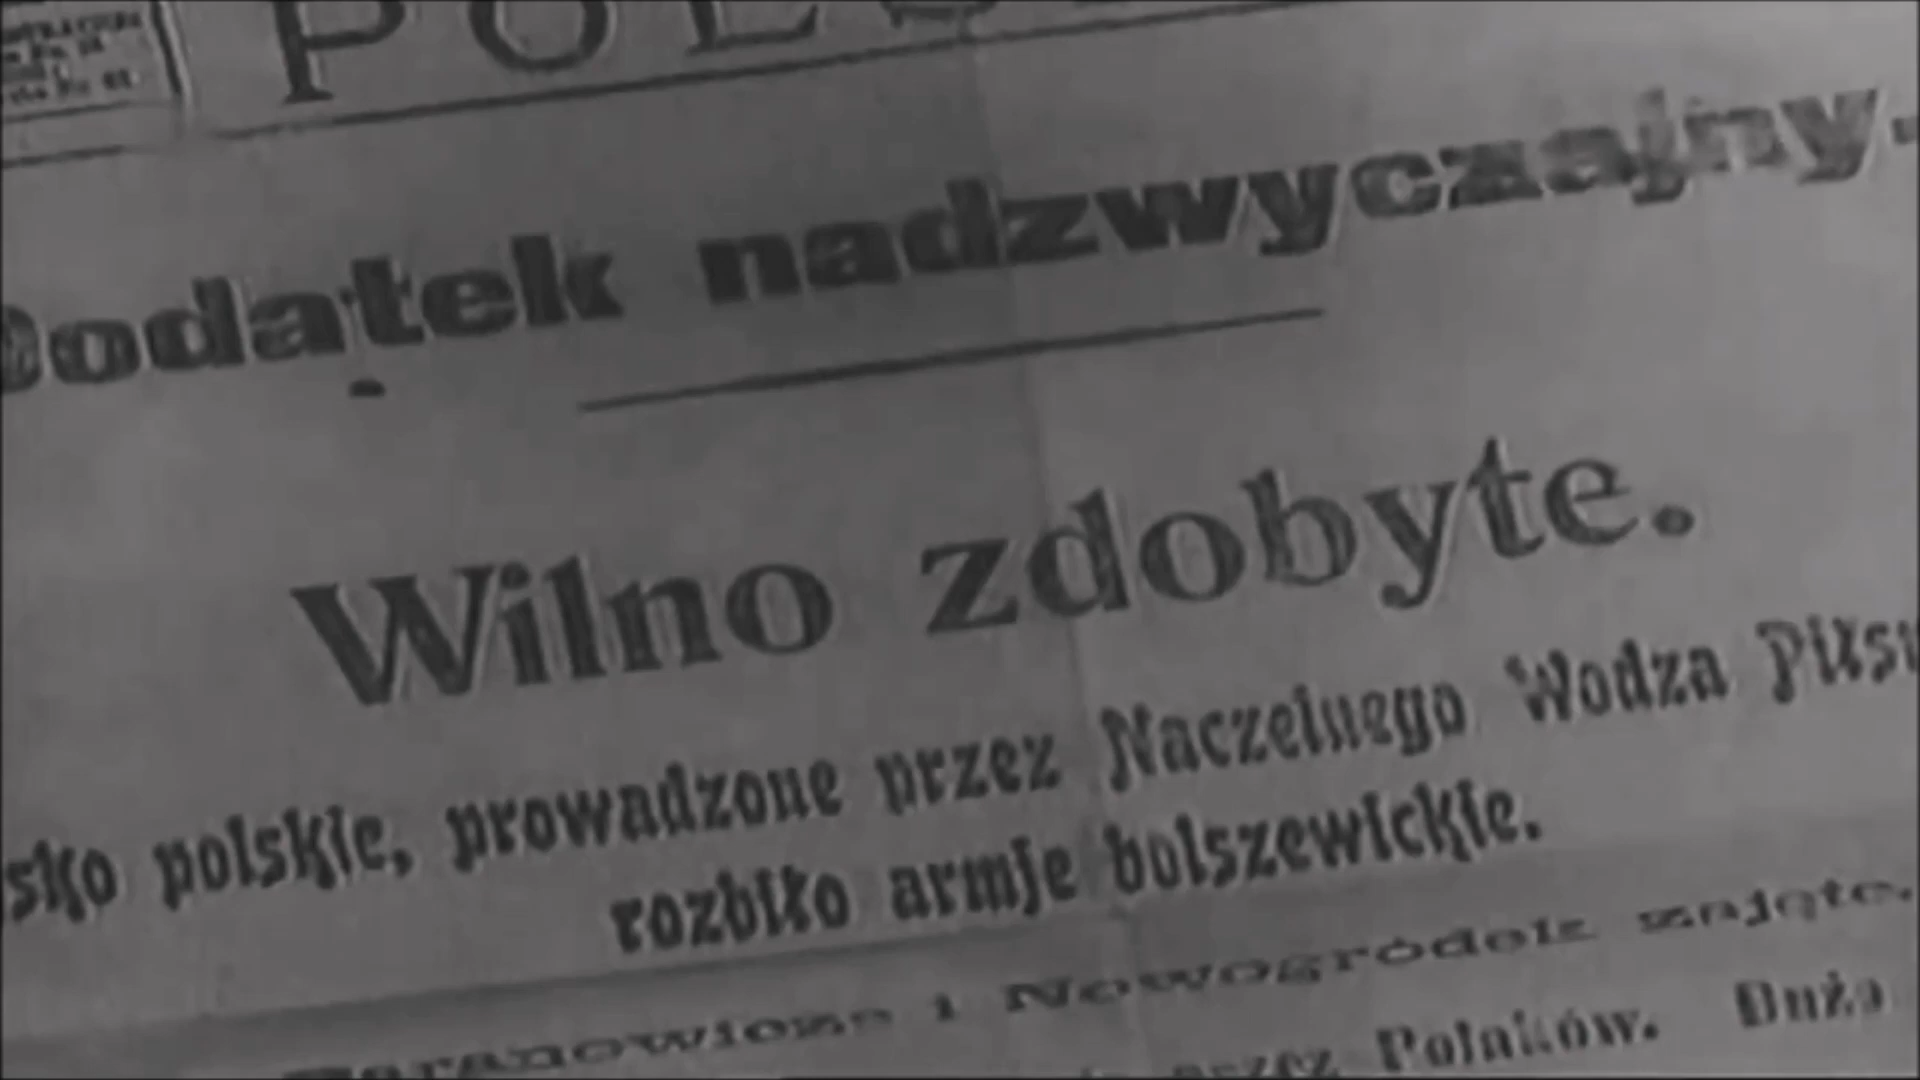 POLS
Dodatek nadzwyczajny.
Wilno zdobyte.
sko polskie, prowadzone przez Naczelnego Wodza Piłsu
rozbiło armje bolszewickie.
Baranowicze i Nowogródek zajęte.
przez Polaków. Duża